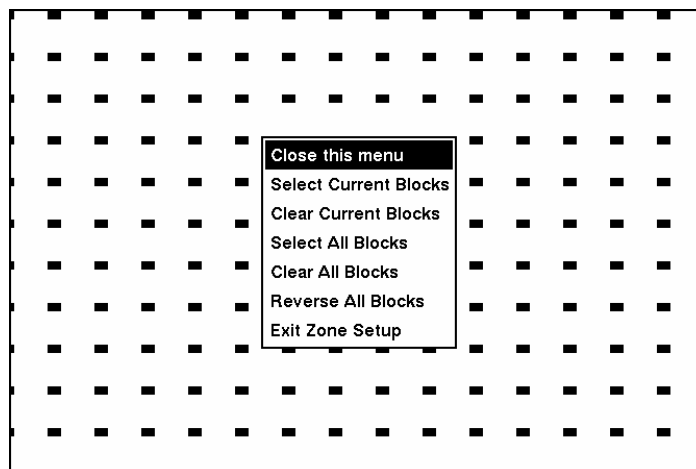 Close this menu
Select Current Blocks
Clear Current Blocks
Select All Blocks
Clear All Blocks
Reverse All Blocks
Exit Zone Setup